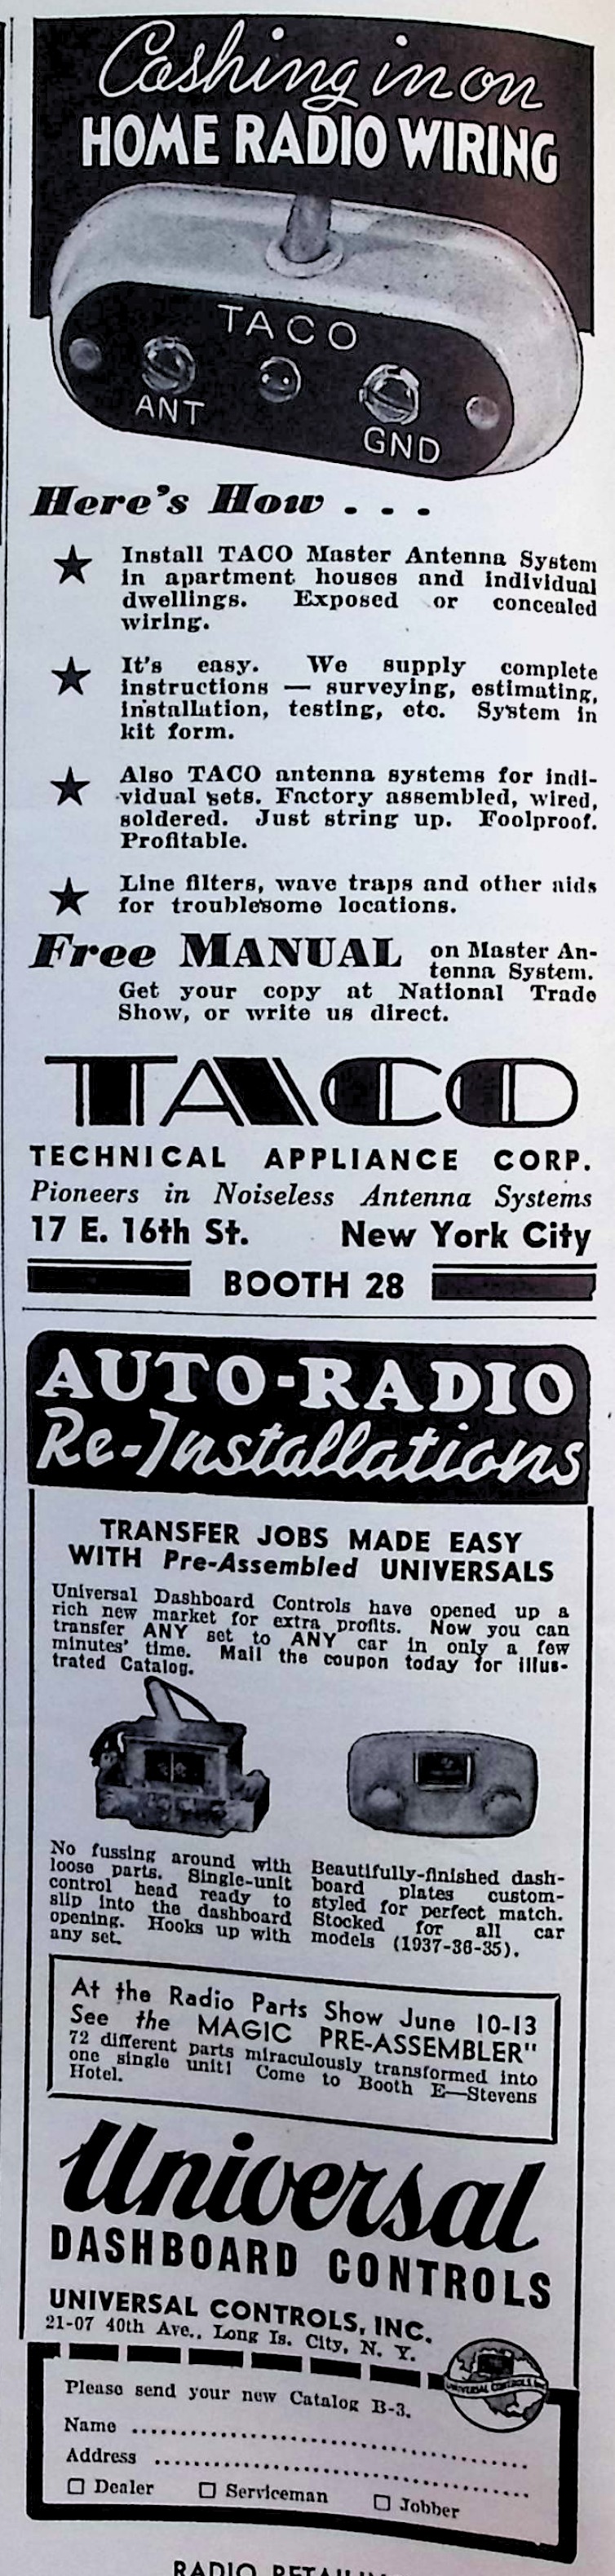 Cashing in on
HOME RADIO WIRING
TACO
ANT
GND
Here's How . . .
★ Install TACO Master Antenna System
in apartment houses and individual
dwellings. Exposed or concealed
wiring.
★ It's easy. We supply complete
instructions — surveying, estimating,
installation, testing, etc. System in
kit form.
★ Also TACO antenna systems for indi-
vidual sets. Factory assembled, wired,
soldered. Just string up. Foolproof.
Profitable.
★ Line filters, wave traps and other aids
for troublesome locations.
Free MANUAL on Master An-
tenna System.
Get your copy at National Trade
Show, or write us direct.
TACO
TECHNICAL APPLIANCE CORP.
Pioneers in Noiseless Antenna Systems
17 E. 16th St. New York City
BOOTH 28
AUTO-RADIO
Re-Installations
TRANSFER JOBS MADE EASY
WITH Pre-Assembled UNIVERSALS
Universal Dashboard Controls have opened up a
rich new market for extra profits. Now you can
transfer ANY set to ANY car in only a few
minutes' time. Mail the coupon today for illus-
trated Catalog.
No fussing around with
loose parts. Single-unit
control head ready to
slip into the dashboard
opening. Hooks up with
any set.
Beautifully-finished dash-
board plates custom-
styled for perfect match.
Stocked for all car
models (1937-36-35).
At the Radio Parts Show June 10-13
See the MAGIC PRE-ASSEMBLER"
72 different parts miraculously transformed into
one single unit! Come to Booth E—Stevens
Hotel.
Universal
DASHBOARD CONTROLS
UNIVERSAL CONTROLS, INC.
21-07 40th Ave., Long Is. City, N. Y.
UNIVERSAL CONTROLS INC.
Please send your new Catalog B-3.
Name
Address
☐ Dealer ☐ Serviceman ☐ Jobber